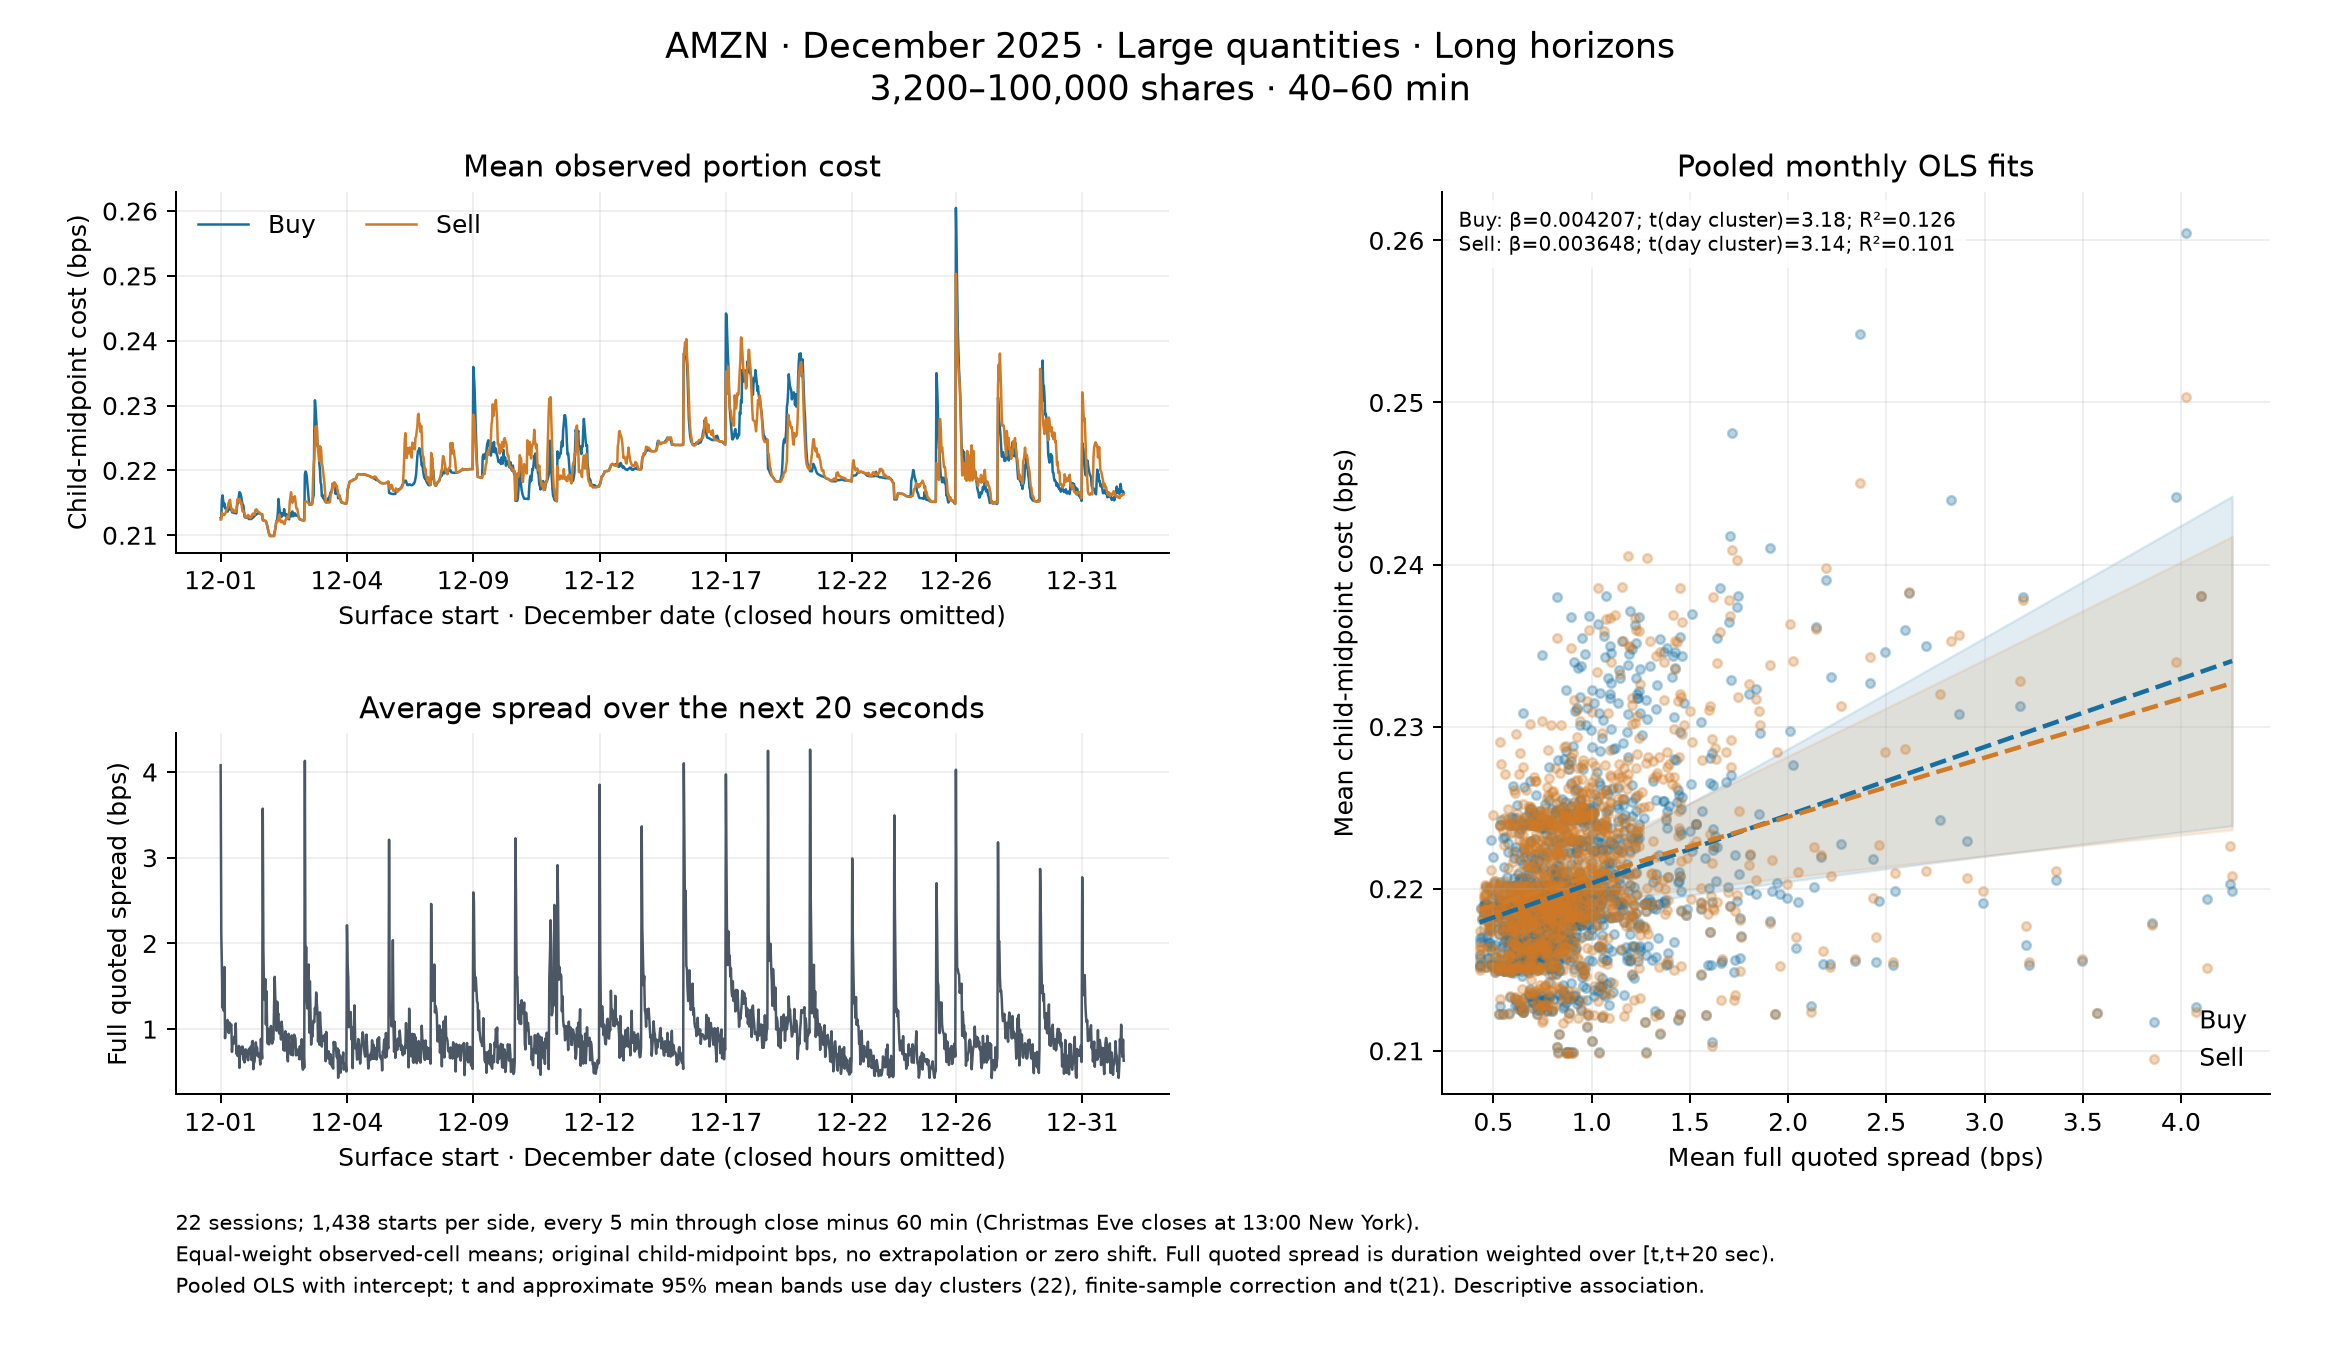 AMZN · December 2025 · Large quantities · Long horizons
3,200–100,000 shares · 40–60 min
Mean observed portion cost
Child-midpoint cost (bps)
0.26
0.25
0.24
0.23
0.22
0.21
Buy
Sell
12-01
12-04
12-09
12-12
12-17
12-22
12-26
12-31
Surface start · December date (closed hours omitted)
Average spread over the next 20 seconds
Full quoted spread (bps)
4
3
2
1
12-01
12-04
12-09
12-12
12-17
12-22
12-26
12-31
Surface start · December date (closed hours omitted)
Pooled monthly OLS fits
Buy: β=0.004207; t(day cluster)=3.18; R²=0.126
Sell: β=0.003648; t(day cluster)=3.14; R²=0.101
Mean child-midpoint cost (bps)
0.26
0.25
0.24
0.23
0.22
0.21
Buy
Sell
0.5
1.0
1.5
2.0
2.5
3.0
3.5
4.0
Mean full quoted spread (bps)
22 sessions; 1,438 starts per side, every 5 min through close minus 60 min (Christmas Eve closes at 13:00 New York).
Equal-weight observed-cell means; original child-midpoint bps, no extrapolation or zero shift. Full quoted spread is duration weighted over [t,t+20 sec).
Pooled OLS with intercept; t and approximate 95% mean bands use day clusters (22), finite-sample correction and t(21). Descriptive association.